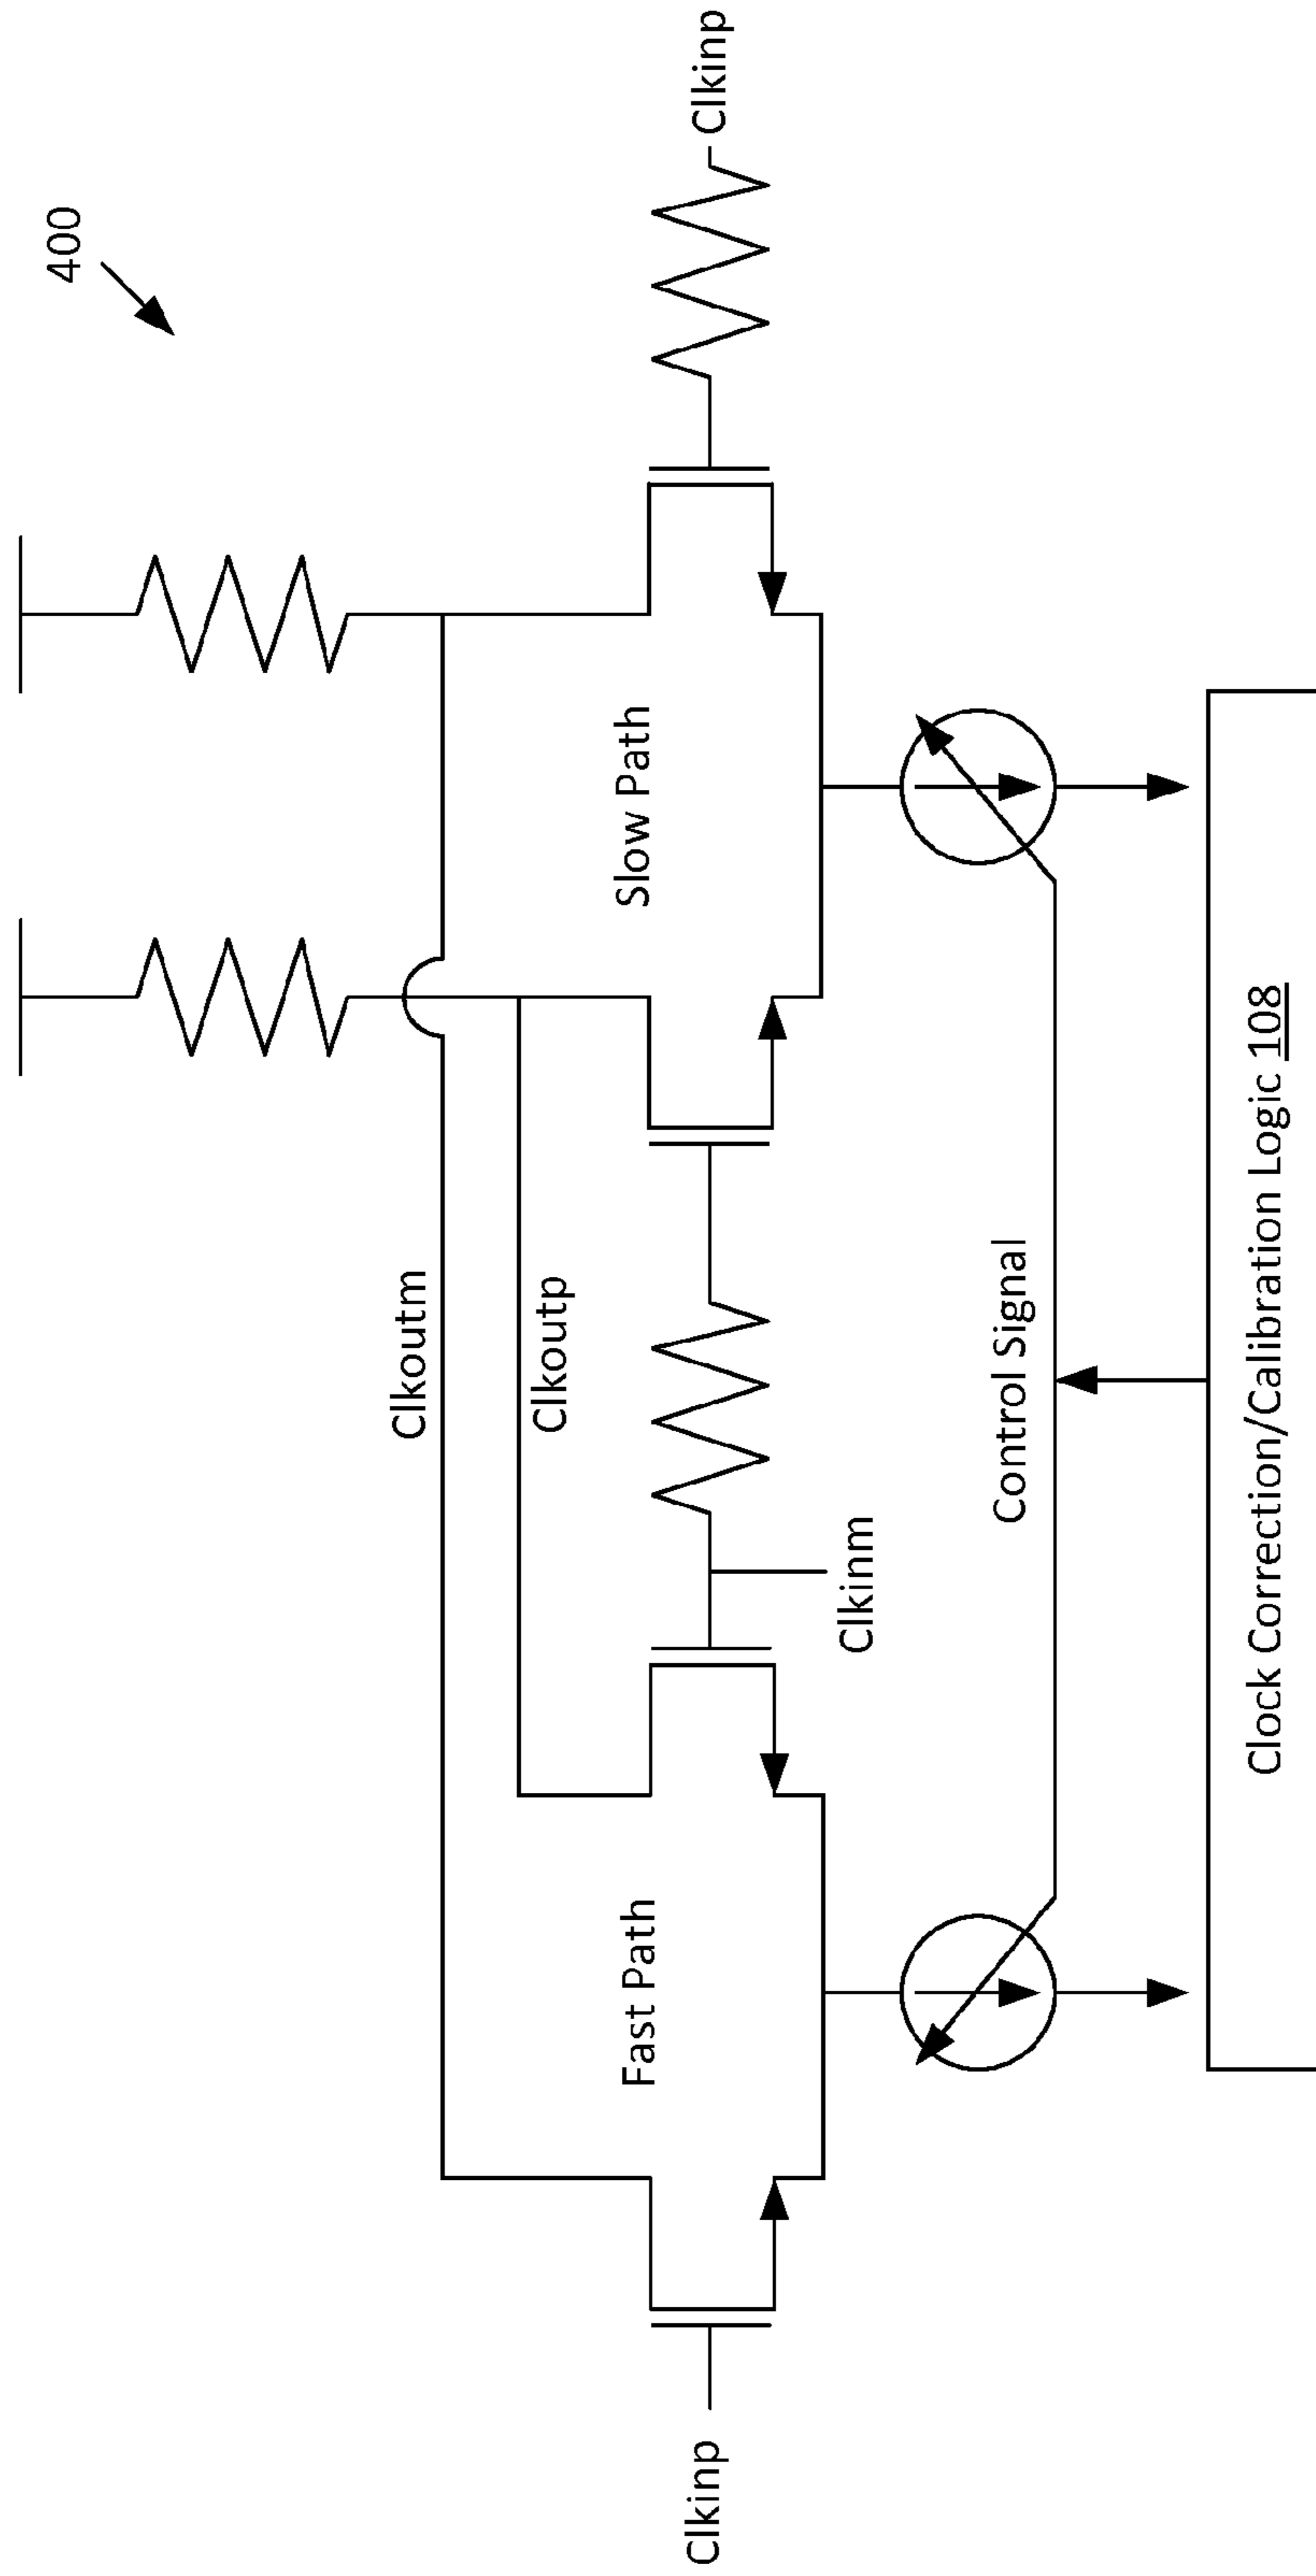 400
Clkoutm
Clkoutp
Fast Path
Slow Path
Clkinp
Clkinm
Clkinp
Control Signal
Clock Correction/Calibration Logic 108